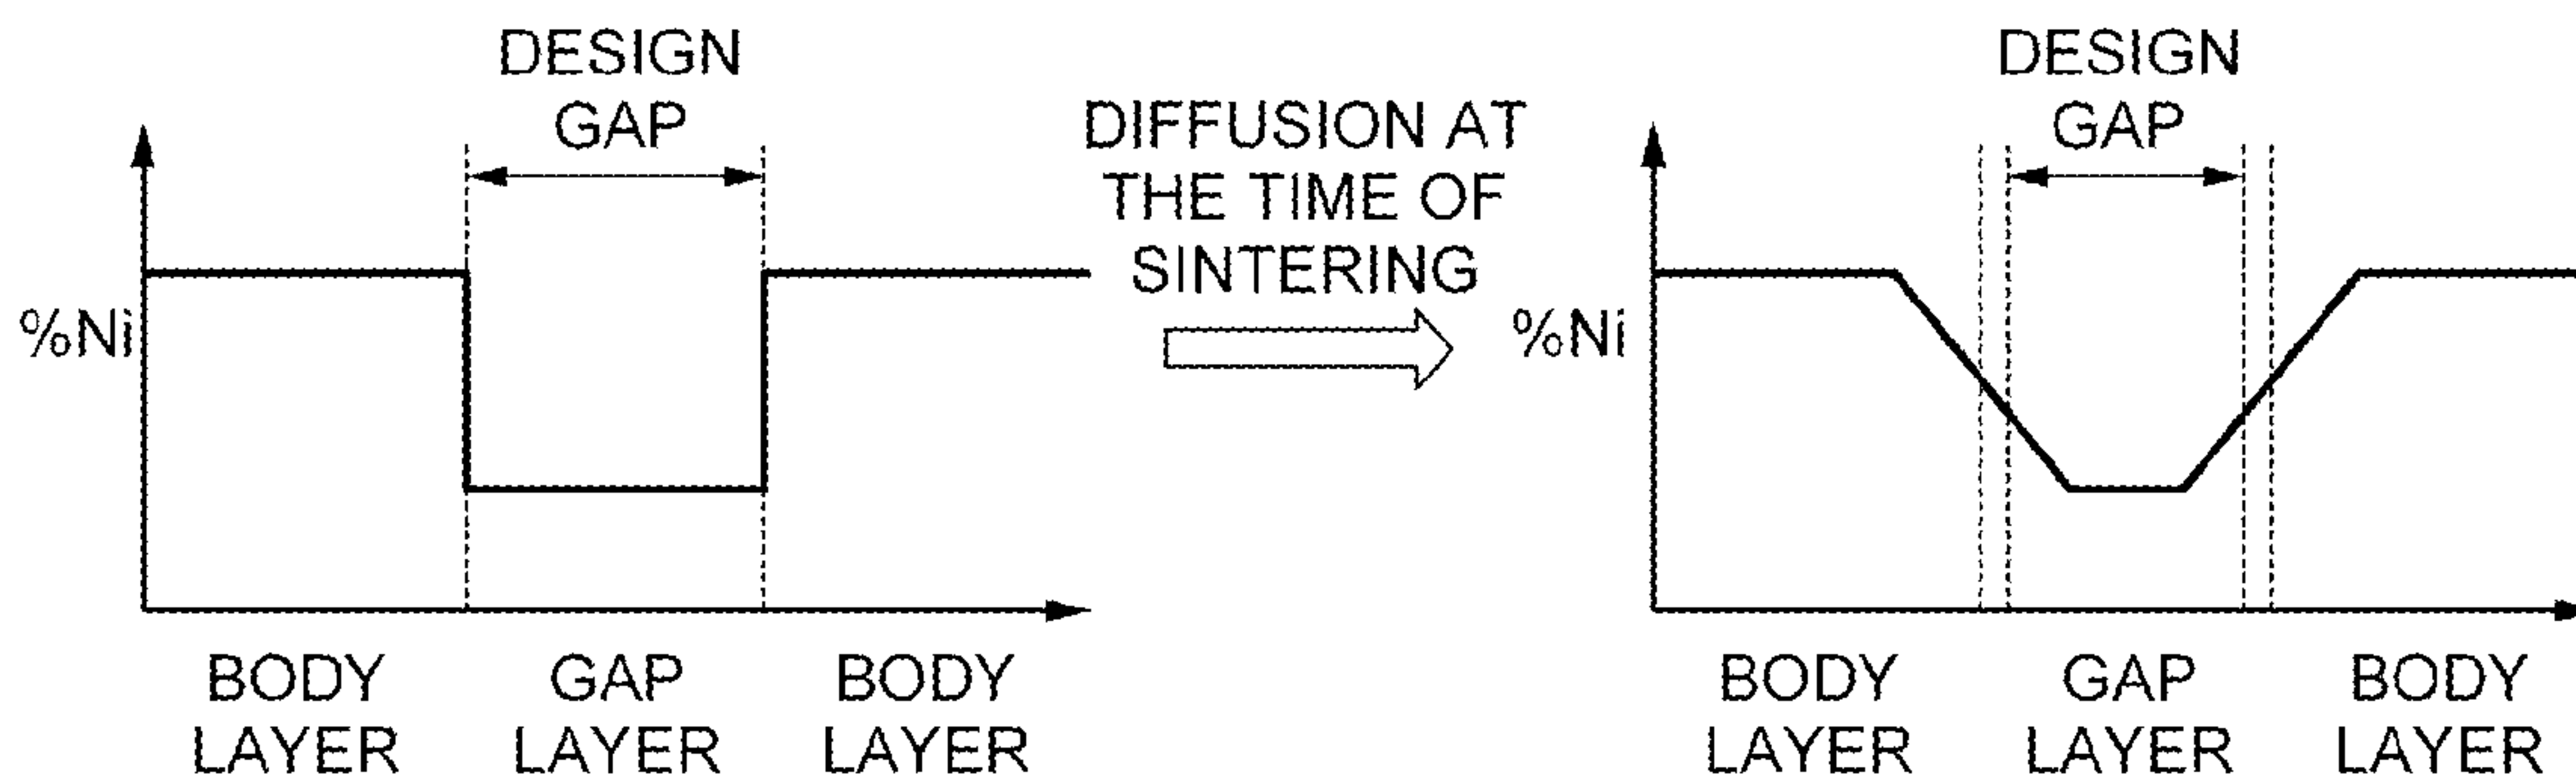 DESIGN
GAP
%Ni
BODY
LAYER
GAP
LAYER
BODY
LAYER
DIFFUSION AT
THE TIME OF
SINTERING
DESIGN
GAP
%Ni
BODY
LAYER
GAP
LAYER
BODY
LAYER